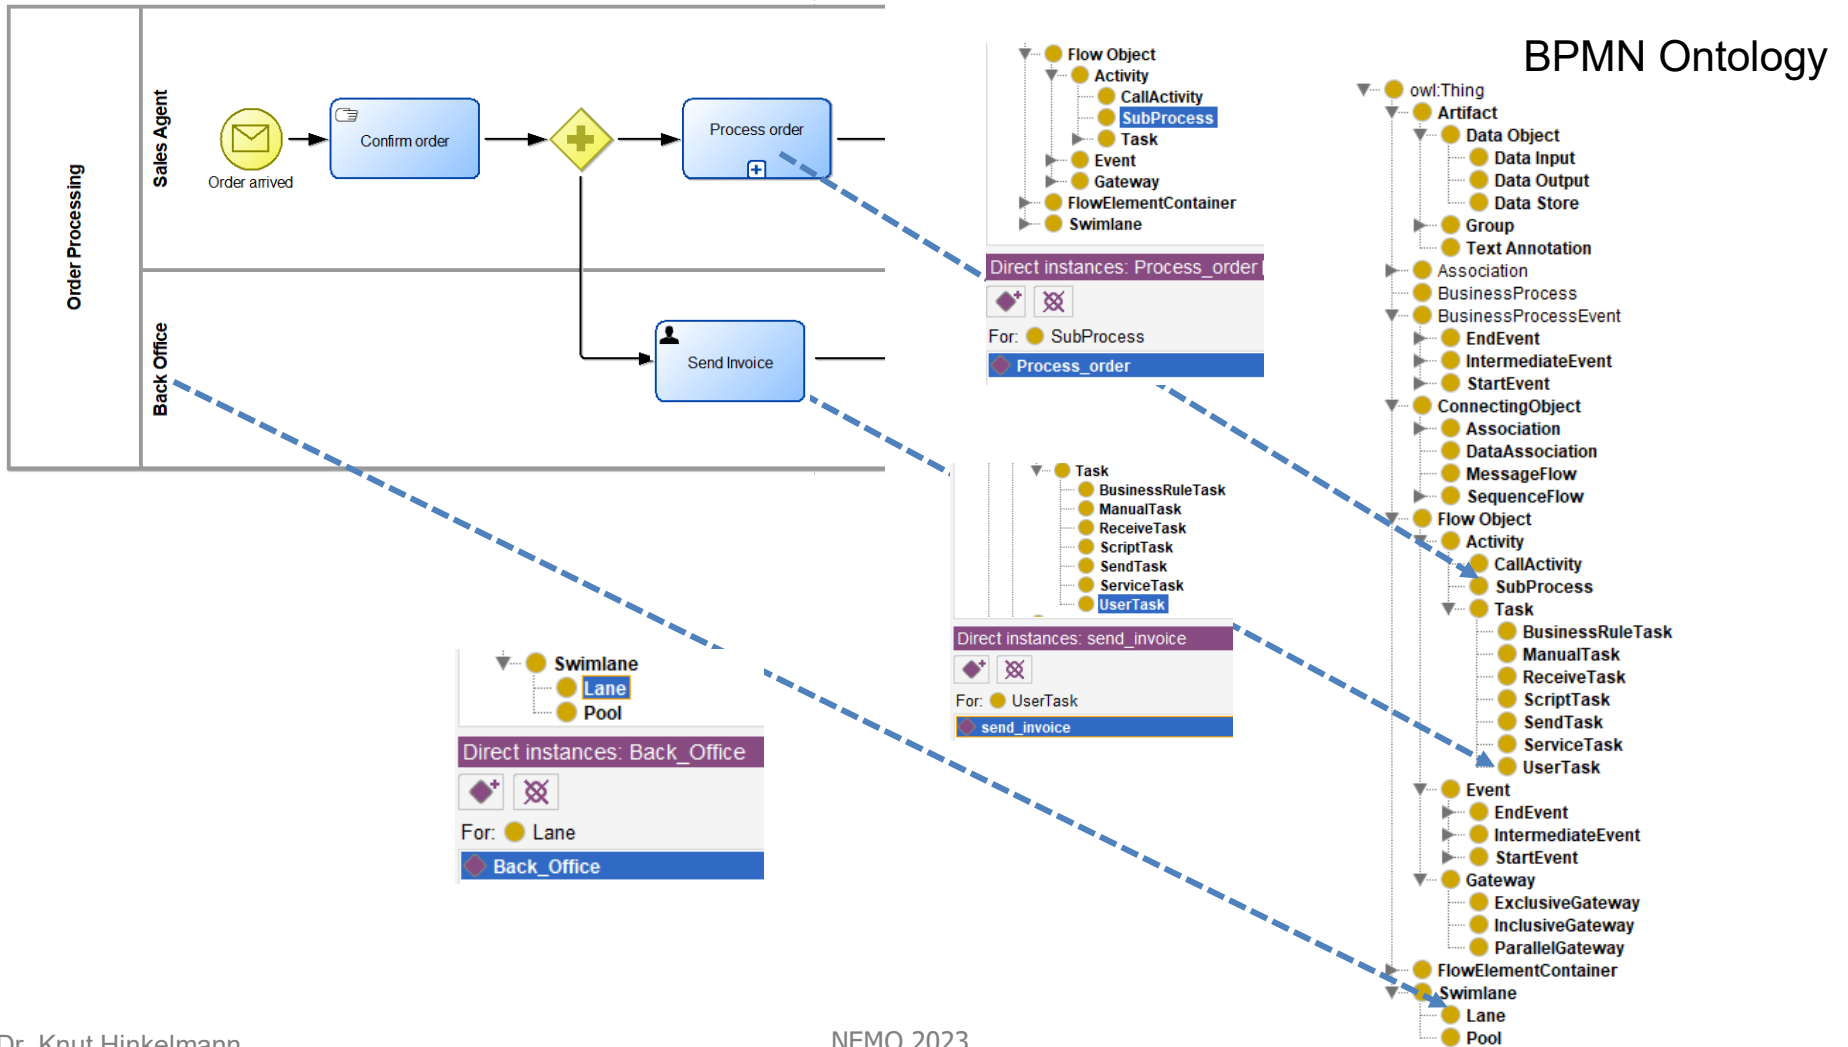 BPMN Ontology
Order Processing
Sales Agent
Order arrived
Confirm order
Process order
Back Office
Send Invoice
Flow Object
Activity
CallActivity
SubProcess
Task
Event
Gateway
FlowElementContainer
Swimlane
Direct instances: Process_order
For: SubProcess
Process_order
Task
BusinessRuleTask
ManualTask
ReceiveTask
ScriptTask
SendTask
ServiceTask
UserTask
Direct instances: send_invoice
For: UserTask
send_invoice
Swimlane
Lane
Pool
Direct instances: Back_Office
For: Lane
Back_Office
owl:Thing
Artifact
Data Object
Data Input
Data Output
Data Store
Group
Text Annotation
Association
BusinessProcess
BusinessProcessEvent
EndEvent
IntermediateEvent
StartEvent
ConnectingObject
Association
DataAssociation
MessageFlow
SequenceFlow
Flow Object
Activity
CallActivity
SubProcess
Task
BusinessRuleTask
ManualTask
ReceiveTask
ScriptTask
SendTask
ServiceTask
UserTask
Event
EndEvent
IntermediateEvent
StartEvent
Gateway
ExclusiveGateway
InclusiveGateway
ParallelGateway
FlowElementContainer
Swimlane
Lane
Pool
Dr. Knut Hinkelmann
NEMO 2023